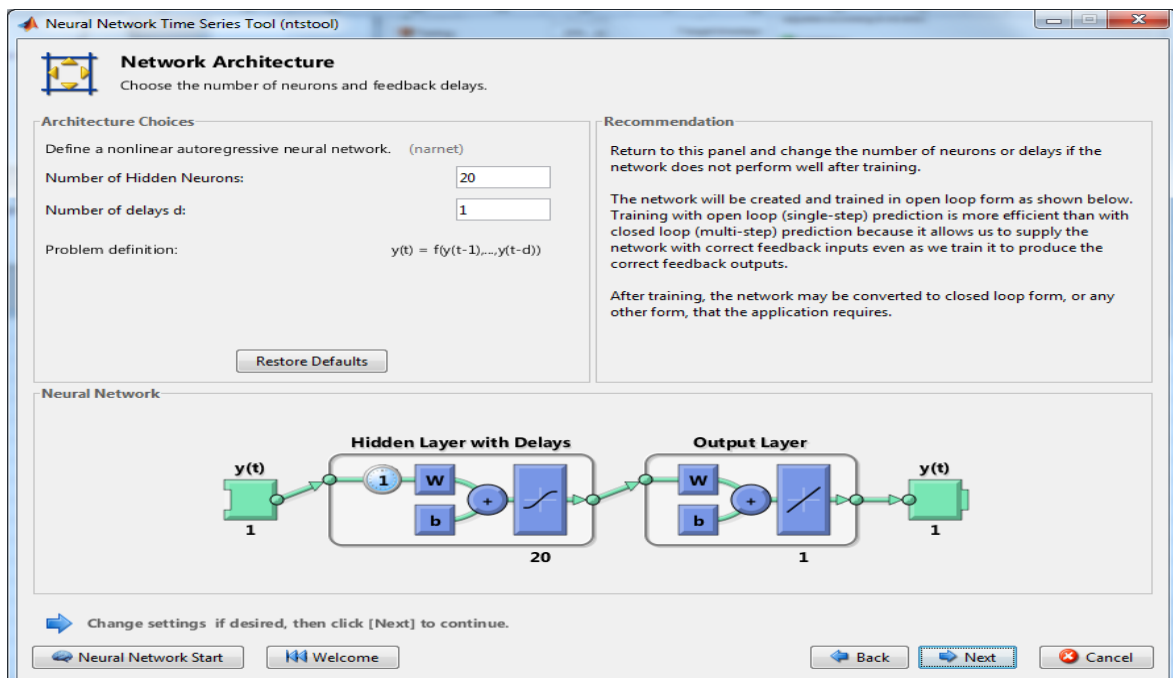 Neural Network Time Series Tool (ntstool)
Network Architecture
Choose the number of neurons and feedback delays.
Architecture Choices
Define a nonlinear autoregressive neural network. (narnet)
Number of Hidden Neurons: 20
Number of delays d: 1
Problem definition: y(t) = f(y(t-1),...,y(t-d))
Restore Defaults
Recommendation
Return to this panel and change the number of neurons or delays if the
network does not perform well after training.
The network will be created and trained in open loop form as shown below.
Training with open loop (single-step) prediction is more efficient than with
closed loop (multi-step) prediction because it allows us to supply the
network with correct feedback inputs even as we train it to produce the
correct feedback outputs.
After training, the network may be converted to closed loop form, or any
other form, that the application requires.
Neural Network
Hidden Layer with Delays
Output Layer
y(t)
1
1
W
b
+
20
W
b
+
1
y(t)
1
Change settings if desired, then click [Next] to continue.
Neural Network Start
Welcome
Back
Next
Cancel